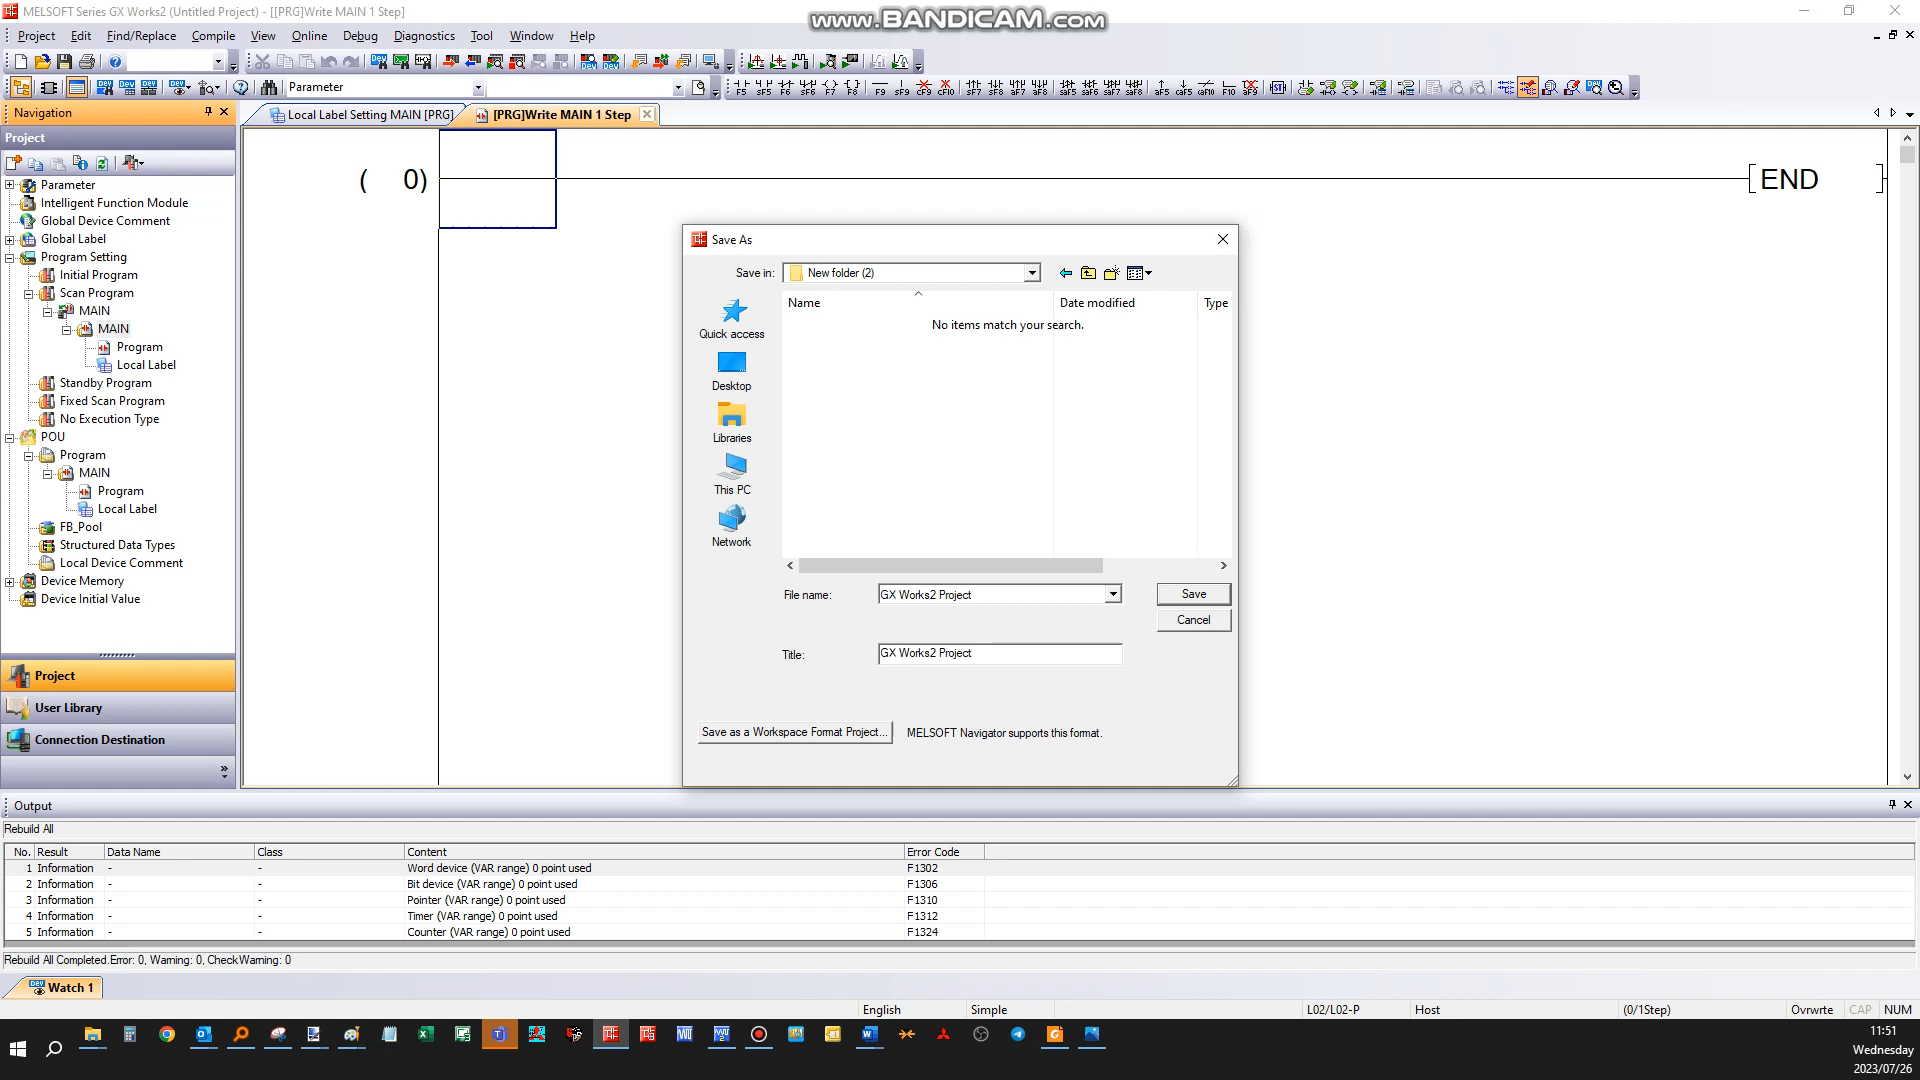 MELSOFT Series GX Works2 (Untitled Project) - [[PRG]Write MAIN 1 Step]
www.BANDICAM.com
Project Edit Find/Replace Compile View Online Debug Diagnostics Tool Window Help
Parameter
Navigation
Local Label Setting MAIN [PRG]
[PRG]Write MAIN 1 Step
Project
Parameter
Intelligent Function Module
Global Device Comment
Global Label
Program Setting
Initial Program
Scan Program
MAIN
MAIN
Program
Local Label
Standby Program
Fixed Scan Program
No Execution Type
POU
Program
MAIN
Program
Local Label
FB_Pool
Structured Data Types
Local Device Comment
Device Memory
Device Initial Value
Project
User Library
Connection Destination
( 0)
END
Save As
Save in: New folder (2)
Name Date modified Type
No items match your search.
Quick access
Desktop
Libraries
This PC
Network
File name: GX Works2 Project
Save
Cancel
Title: GX Works2 Project
Save as a Workspace Format Project...
MELSOFT Navigator supports this format.
Output
Rebuild All
No. Result Data Name Class Content Error Code
1 Information - - Word device (VAR range) 0 point used F1302
2 Information - - Bit device (VAR range) 0 point used F1306
3 Information - - Pointer (VAR range) 0 point used F1310
4 Information - - Timer (VAR range) 0 point used F1312
5 Information - - Counter (VAR range) 0 point used F1324
Rebuild All Completed.Error: 0, Warning: 0, CheckWarning: 0
Watch 1
English Simple L02/L02-P Host (0/1Step) Ovrwrte CAP NUM
11:51
Wednesday
2023/07/26